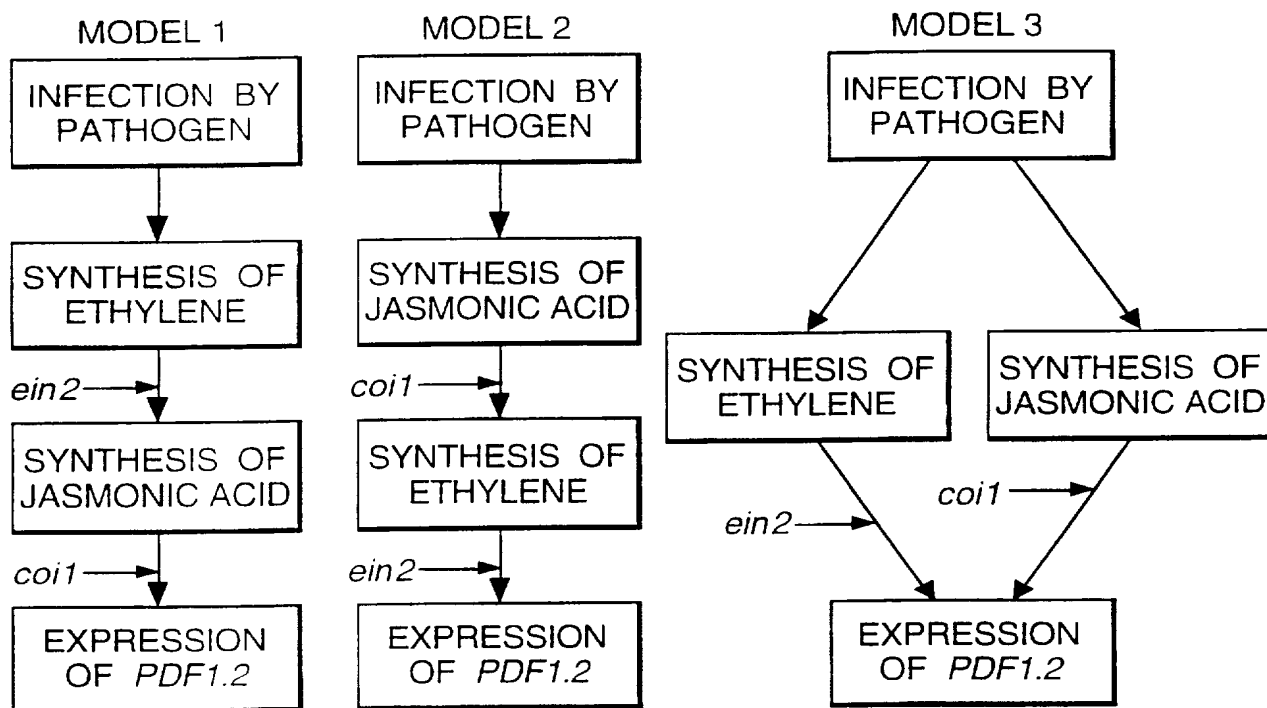 MODEL 1
INFECTION BY
PATHOGEN
SYNTHESIS OF
ETHYLENE
ein2
SYNTHESIS OF
JASMONIC ACID
coi1
EXPRESSION
OF PDF1.2
MODEL 2
INFECTION BY
PATHOGEN
SYNTHESIS OF
JASMONIC ACID
coi1
SYNTHESIS OF
ETHYLENE
ein2
EXPRESSION
OF PDF1.2
MODEL 3
INFECTION BY
PATHOGEN
SYNTHESIS OF
ETHYLENE
SYNTHESIS OF
JASMONIC ACID
ein2
coi1
EXPRESSION
OF PDF1.2